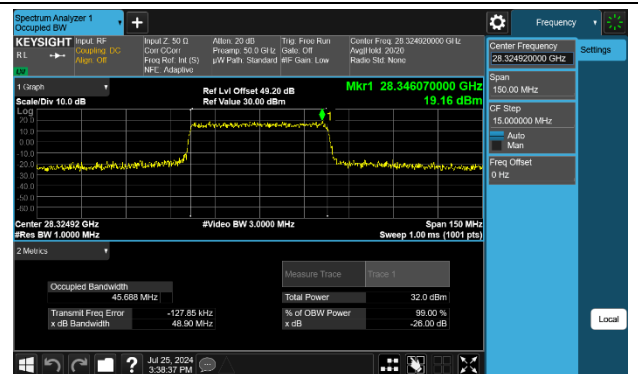 Spectrum Analyzer 1
Occupied BW
+
Frequency
KEYSIGHT
Input: RF
Input Z: 50 Ω
Atten: 20 dB
Trig: Free Run
Center Freq: 28.324920000 GHz
RL
Coupling: DC
Corr CCorr
Preamp: 50.0 GHz
Gate: Off
Avg|Hold: 20/20
Align: Off
Freq Ref: Int (S)
µW Path: Standard
#IF Gain: Low
Radio Std: None
NFE: Adaptive
Center Frequency
28.324920000 GHz
Settings
Span
150.00 MHz
CF Step
15.000000 MHz
Auto
Man
Freq Offset
0 Hz
Local
1 Graph
Ref Lvl Offset 49.20 dB
Mkr1 28.346070000 GHz
Scale/Div 10.0 dB
Ref Value 30.00 dBm
19.16 dBm
Log
1
20.0
10.0
0.00
-10.0
-20.0
-30.0
-40.0
-50.0
-60.0
Center 28.32492 GHz
#Video BW 3.0000 MHz
Span 150 MHz
#Res BW 1.0000 MHz
Sweep 1.00 ms (1001 pts)
2 Metrics
Measure Trace
Trace 1
Occupied Bandwidth
45.688 MHz
Total Power
32.0 dBm
Transmit Freq Error
-127.85 kHz
% of OBW Power
99.00 %
x dB Bandwidth
48.90 MHz
x dB
-26.00 dB
?
Jul 25, 2024
3:38:37 PM